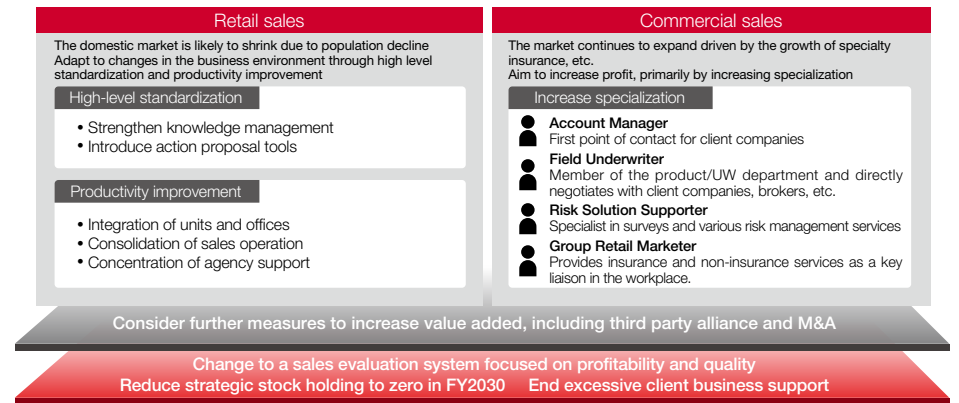 Retail sales
The domestic market is likely to shrink due to population decline
Adapt to changes in the business environment through high level
standardization and productivity improvement
High-level standardization
• Strengthen knowledge management
• Introduce action proposal tools
Productivity improvement
• Integration of units and offices
• Consolidation of sales operation
• Concentration of agency support
Commercial sales
The market continues to expand driven by the growth of specialty
insurance, etc.
Aim to increase profit, primarily by increasing specialization
Increase specialization
Account Manager
First point of contact for client companies
Field Underwriter
Member of the product/UW department and directly
negotiates with client companies, brokers, etc.
Risk Solution Supporter
Specialist in surveys and various risk management services
Group Retail Marketer
Provides insurance and non-insurance services as a key
liaison in the workplace.
Consider further measures to increase value added, including third party alliance and M&A
Change to a sales evaluation system focused on profitability and quality
Reduce strategic stock holding to zero in FY2030 End excessive client business support